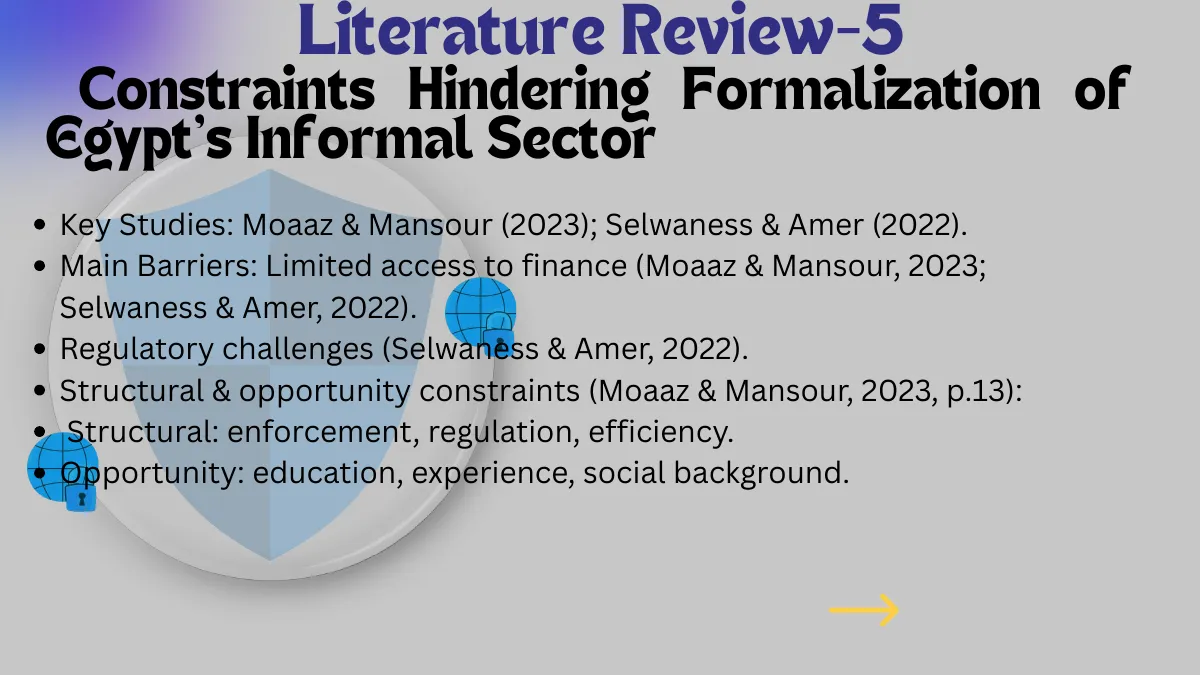 Literature Review-5
Constraints Hindering Formalization of
Egypt's Informal Sector
• Key Studies: Moaaz & Mansour (2023); Selwaness & Amer (2022).
• Main Barriers: Limited access to finance (Moaaz & Mansour, 2023;
Selwaness & Amer, 2022).
• Regulatory challenges (Selwaness & Amer, 2022).
• Structural & opportunity constraints (Moaaz & Mansour, 2023, p.13):
• Structural: enforcement, regulation, efficiency.
• Opportunity: education, experience, social background.